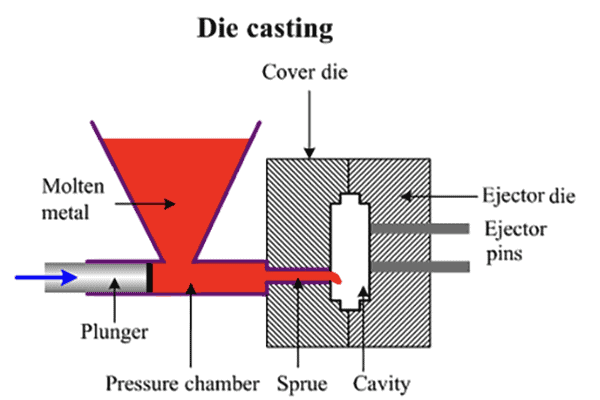 Die casting
Cover die
Molten
metal
Ejector die
Ejector
pins
Plunger
Pressure chamber
Sprue
Cavity